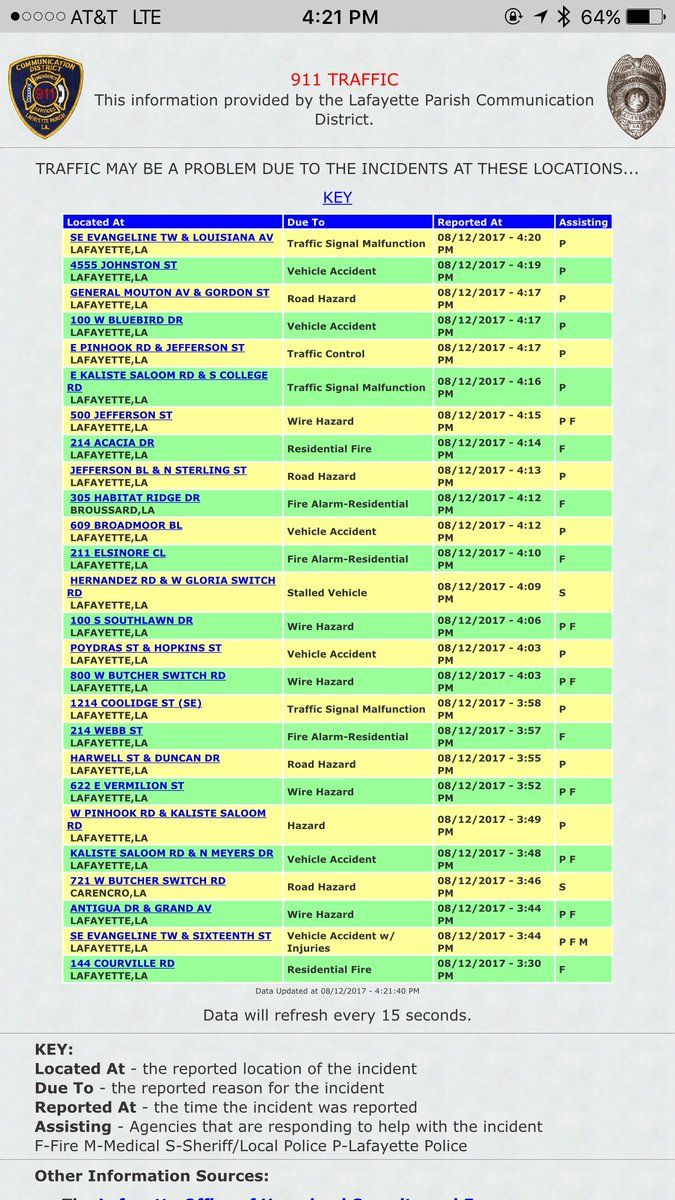 AT&T LTE 4:21 PM 64%
COMMUNICATION
DISTRICT
EMERGENCY
911
SERVICES
LAFAYETTE PARISH
LA.
911 TRAFFIC
This information provided by the Lafayette Parish Communication
District.
TRAFFIC MAY BE A PROBLEM DUE TO THE INCIDENTS AT THESE LOCATIONS...
KEY
Located At Due To Reported At Assisting
SE EVANGELINE TW & LOUISIANA AV
LAFAYETTE,LA Traffic Signal Malfunction 08/12/2017 - 4:20 PM P
4555 JOHNSTON ST
LAFAYETTE,LA Vehicle Accident 08/12/2017 - 4:19 PM P
GENERAL MOUTON AV & GORDON ST
LAFAYETTE,LA Road Hazard 08/12/2017 - 4:17 PM P
100 W BLUEBIRD DR
LAFAYETTE,LA Vehicle Accident 08/12/2017 - 4:17 PM P
E PINHOOK RD & JEFFERSON ST
LAFAYETTE,LA Traffic Control 08/12/2017 - 4:17 PM P
E KALISTE SALOOM RD & S COLLEGE
RD
LAFAYETTE,LA Traffic Signal Malfunction 08/12/2017 - 4:16 PM P
500 JEFFERSON ST
LAFAYETTE,LA Wire Hazard 08/12/2017 - 4:15 PM P F
214 ACACIA DR
LAFAYETTE,LA Residential Fire 08/12/2017 - 4:14 PM F
JEFFERSON BL & N STERLING ST
LAFAYETTE,LA Road Hazard 08/12/2017 - 4:13 PM P
305 HABITAT RIDGE DR
BROUSSARD,LA Fire Alarm-Residential 08/12/2017 - 4:12 PM F
609 BROADMOOR BL
LAFAYETTE,LA Vehicle Accident 08/12/2017 - 4:12 PM P
211 ELSINORE CL
LAFAYETTE,LA Fire Alarm-Residential 08/12/2017 - 4:10 PM F
HERNANDEZ RD & W GLORIA SWITCH
RD
LAFAYETTE,LA Stalled Vehicle 08/12/2017 - 4:09 PM S
100 S SOUTHLAWN DR
LAFAYETTE,LA Wire Hazard 08/12/2017 - 4:06 PM P F
POYDRAS ST & HOPKINS ST
LAFAYETTE,LA Vehicle Accident 08/12/2017 - 4:03 PM P
800 W BUTCHER SWITCH RD
LAFAYETTE,LA Wire Hazard 08/12/2017 - 4:03 PM P F
1214 COOLIDGE ST (SE)
LAFAYETTE,LA Traffic Signal Malfunction 08/12/2017 - 3:58 PM P
214 WEBB ST
LAFAYETTE,LA Fire Alarm-Residential 08/12/2017 - 3:57 PM F
HARWELL ST & DUNCAN DR
LAFAYETTE,LA Road Hazard 08/12/2017 - 3:55 PM P
622 E VERMILION ST
LAFAYETTE,LA Wire Hazard 08/12/2017 - 3:52 PM P F
W PINHOOK RD & KALISTE SALOOM
RD
LAFAYETTE,LA Hazard 08/12/2017 - 3:49 PM P
KALISTE SALOOM RD & N MEYERS DR
LAFAYETTE,LA Vehicle Accident 08/12/2017 - 3:48 PM P F
721 W BUTCHER SWITCH RD
CARENCRO,LA Road Hazard 08/12/2017 - 3:46 PM S
ANTIGUA DR & GRAND AV
LAFAYETTE,LA Wire Hazard 08/12/2017 - 3:44 PM P F
SE EVANGELINE TW & SIXTEENTH ST
LAFAYETTE,LA Vehicle Accident w/ Injuries 08/12/2017 - 3:44 PM P F M
144 COURVILLE RD
LAFAYETTE,LA Residential Fire 08/12/2017 - 3:30 PM F
Data Updated at 08/12/2017 - 4:21:40 PM
Data will refresh every 15 seconds.
KEY:
Located At - the reported location of the incident
Due To - the reported reason for the incident
Reported At - the time the incident was reported
Assisting - Agencies that are responding to help with the incident
F-Fire M-Medical S-Sheriff/Local Police P-Lafayette Police
Other Information Sources: